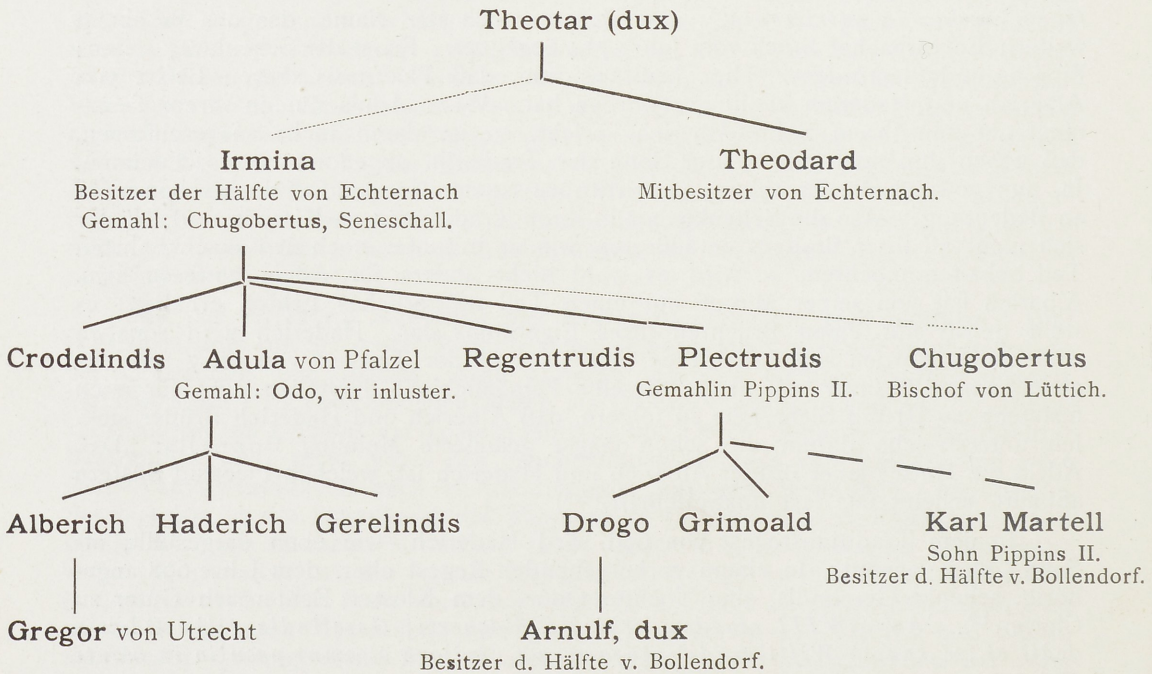 Theotar (dux)
Irmina Theodard
Besitzer der Hälfte von Echternach Mitbesitzer von Echternach.
Gemahl: Chugobertus, Seneschall.
Crodelindis Adula von Pfalzel Regentrudis Plectrudis Chugobertus
Gemahl: Odo, vir inluster. Gemahlin Pippins II. Bischof von Lüttich.
Alberich Haderich Gerelindis Drogo Grimoald Karl Martell
Sohn Pippins II.
Besitzer d. Hälfte v. Bollendorf.
Gregor von Utrecht Arnulf, dux
Besitzer d. Hälfte v. Bollendorf.